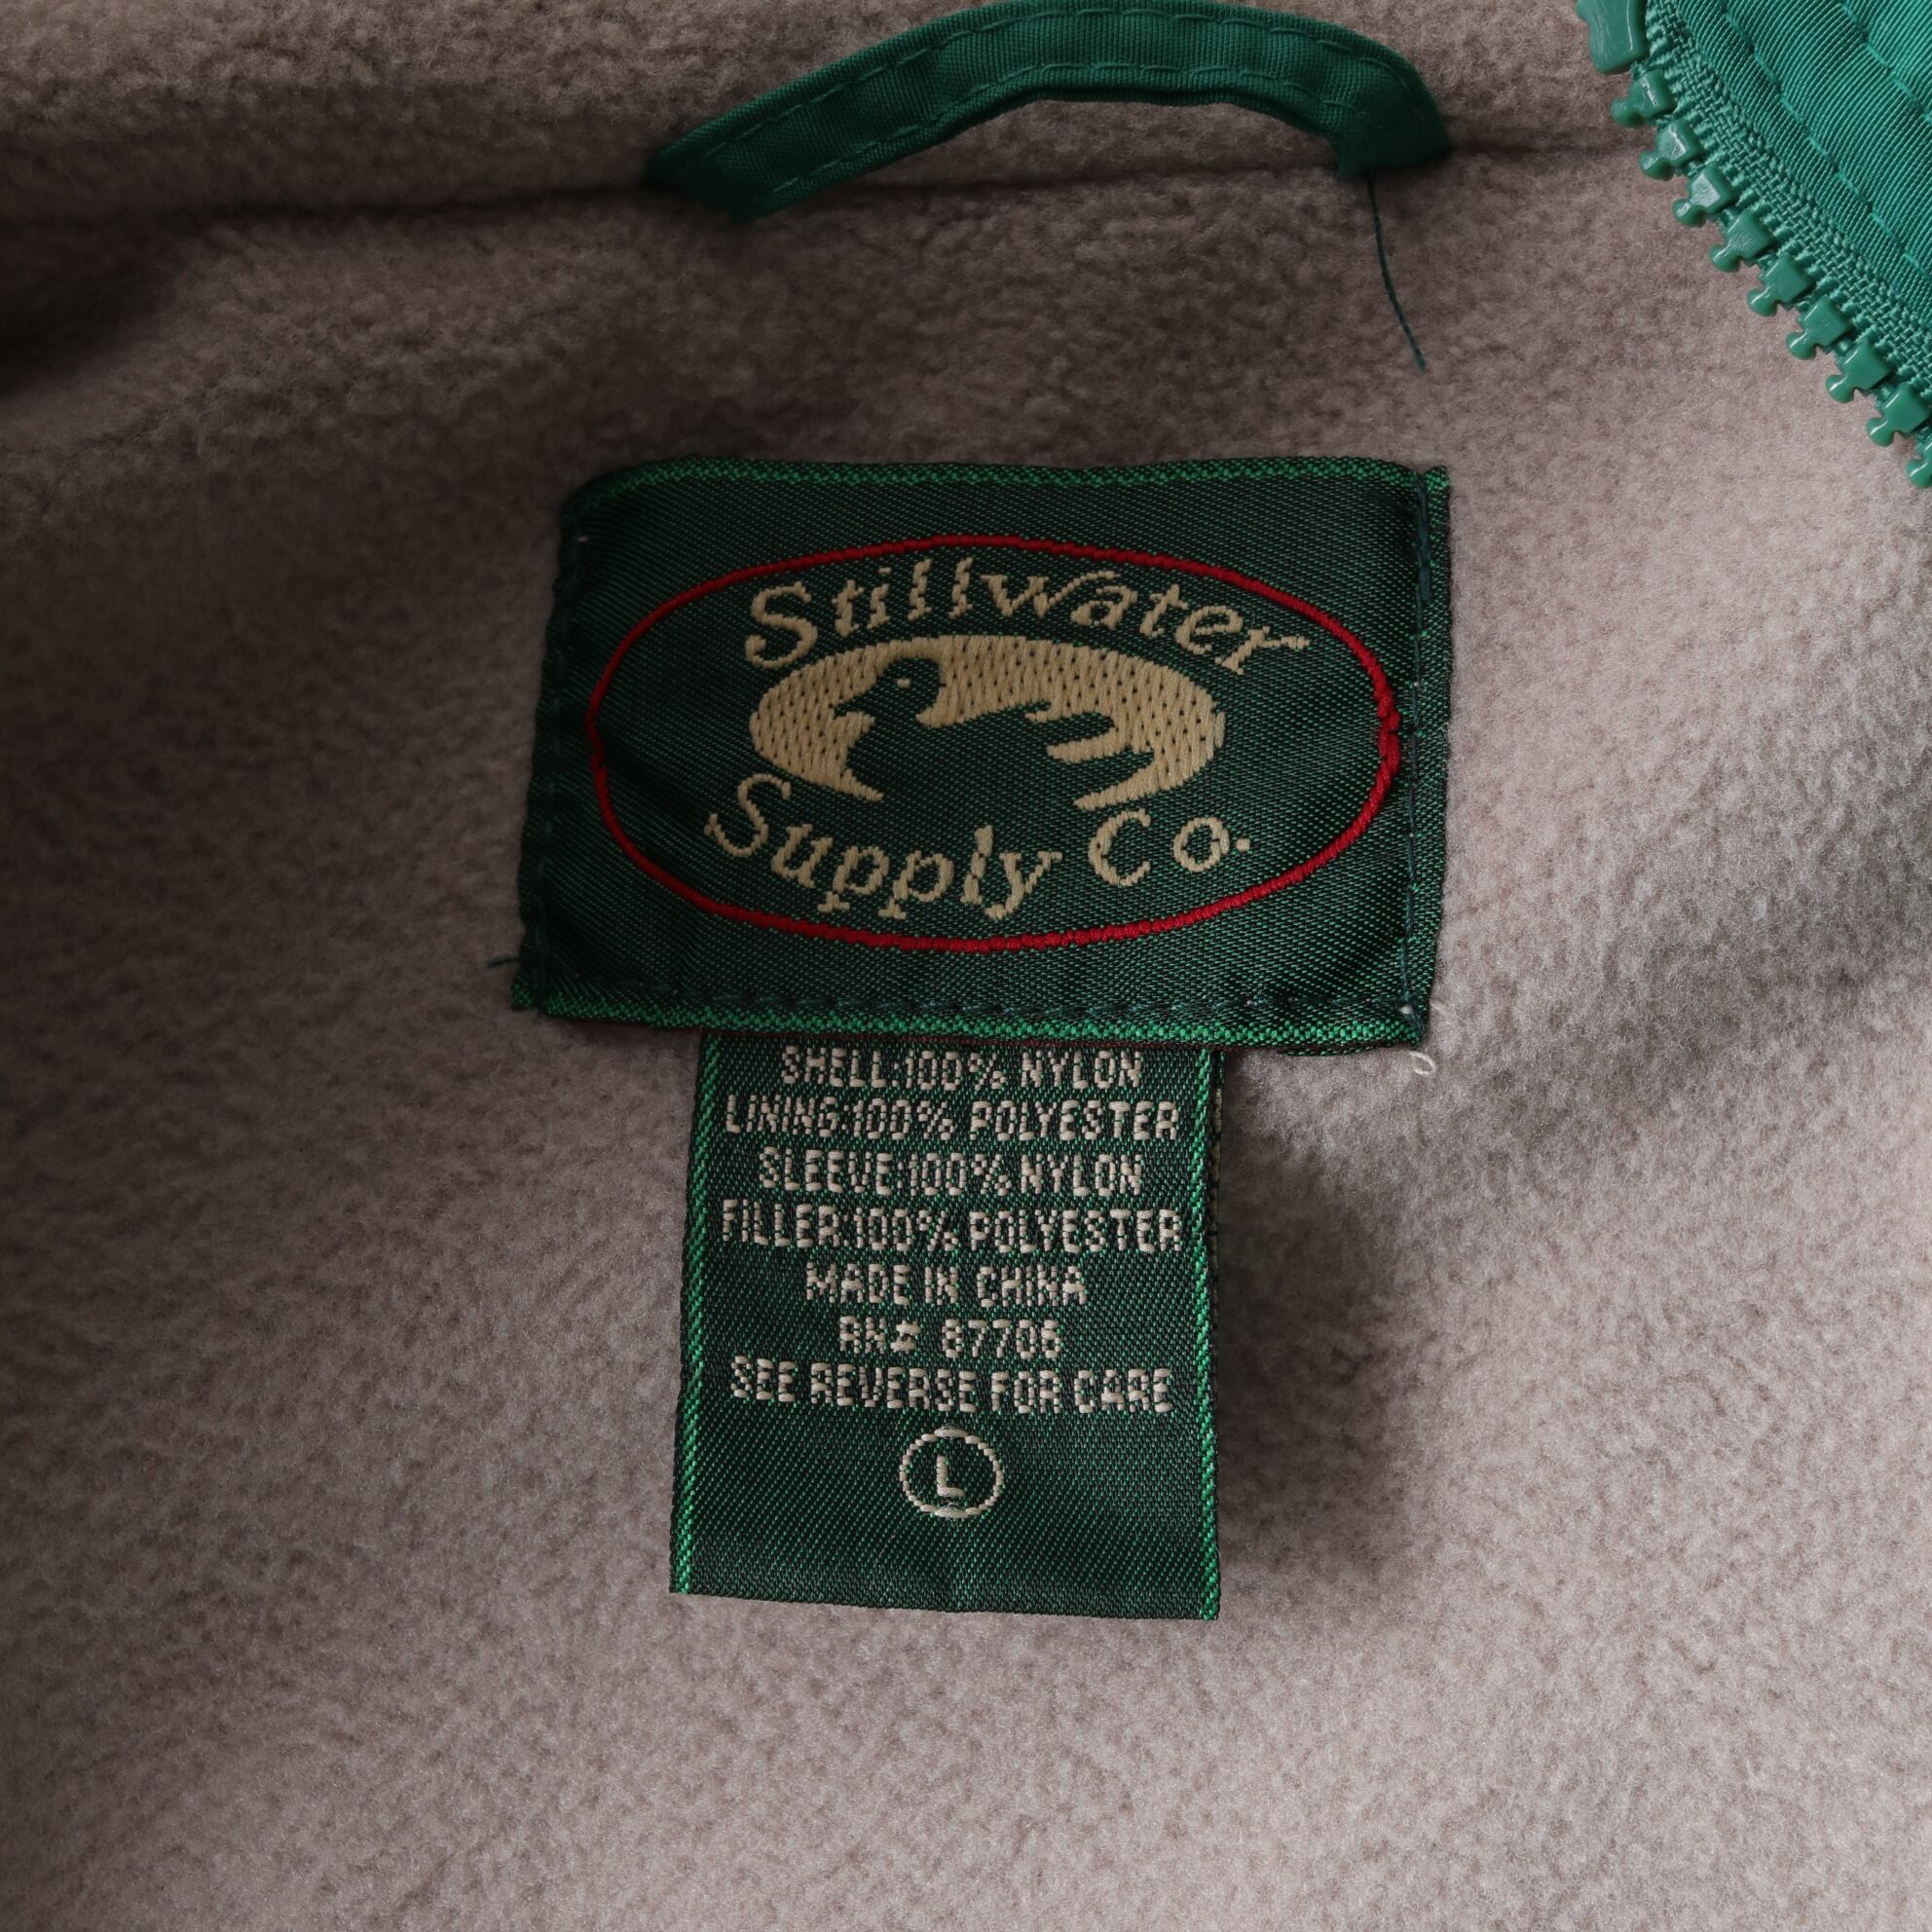 Stillwater
Supply Co.
SHELL:100% NYLON
LINING:100% POLYESTER
SLEEVE:100% NYLON
FILLER:100% POLYESTER
MADE IN CHINA
RN# 87706
SEE REVERSE FOR CARE
L